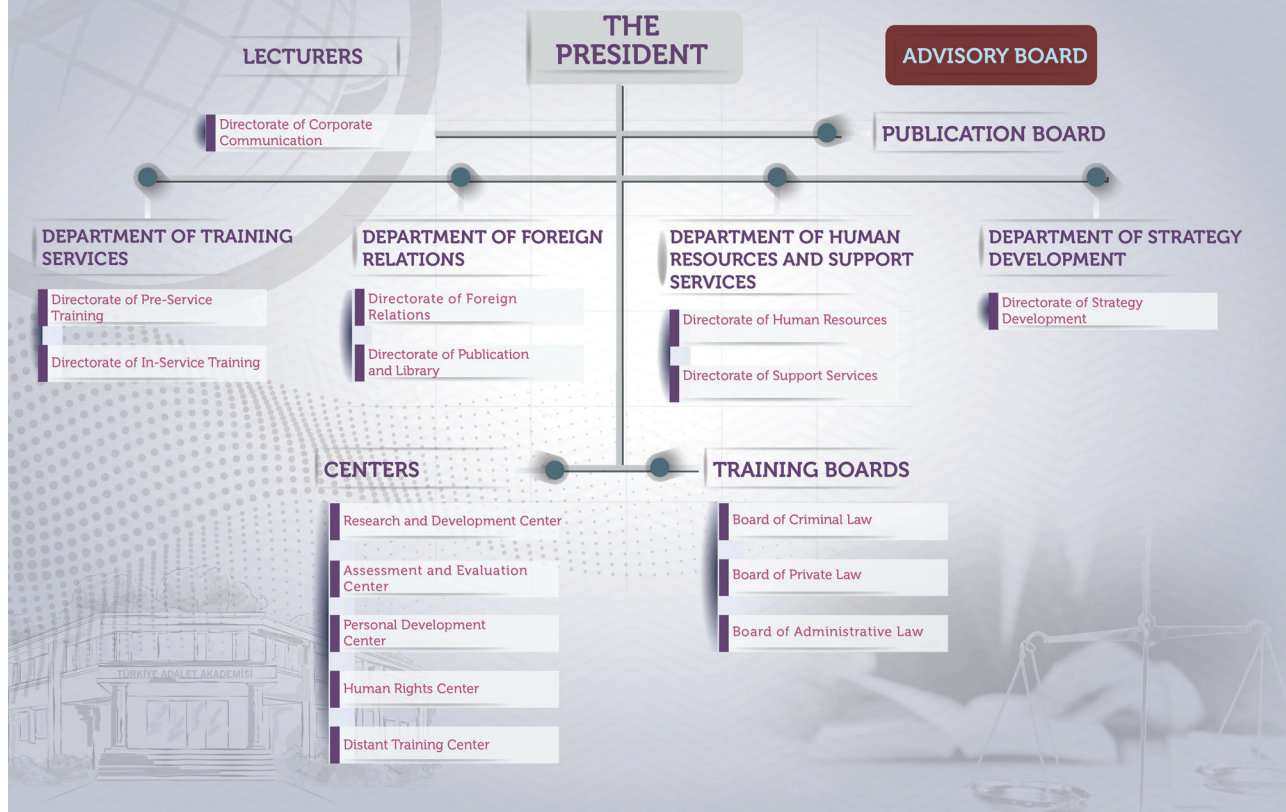 THE
PRESIDENT
LECTURERS
ADVISORY BOARD
Directorate of Corporate
Communication
PUBLICATION BOARD
DEPARTMENT OF TRAINING
SERVICES
Directorate of Pre-Service
Training
Directorate of In-Service Training
DEPARTMENT OF FOREIGN
RELATIONS
Directorate of Foreign
Relations
Directorate of Publication
and Library
DEPARTMENT OF HUMAN
RESOURCES AND SUPPORT
SERVICES
Directorate of Human Resources
Directorate of Support Services
DEPARTMENT OF STRATEGY
DEVELOPMENT
Directorate of Strategy
Development
CENTERS
Research and Development Center
Assessment and Evaluation
Center
Personal Development
Center
Human Rights Center
Distant Training Center
TRAINING BOARDS
Board of Criminal Law
Board of Private Law
Board of Administrative Law
TÜRKİYE ADALET AKADEMİSİ